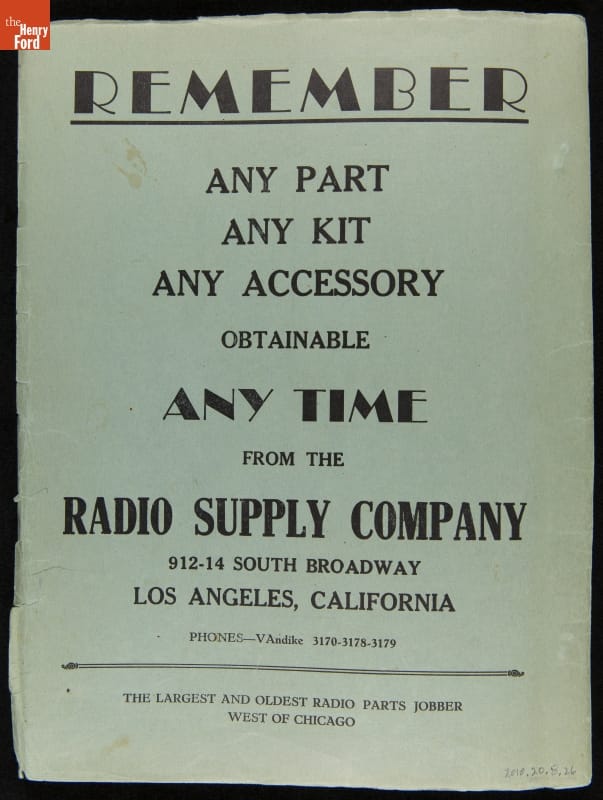 the
Henry
Ford
REMEMBER
ANY PART
ANY KIT
ANY ACCESSORY
OBTAINABLE
ANY TIME
FROM THE
RADIO SUPPLY COMPANY
912-14 SOUTH BROADWAY
LOS ANGELES, CALIFORNIA
PHONES—VAndike 3170-3178-3179
THE LARGEST AND OLDEST RADIO PARTS JOBBER
WEST OF CHICAGO
2010.20.8.26